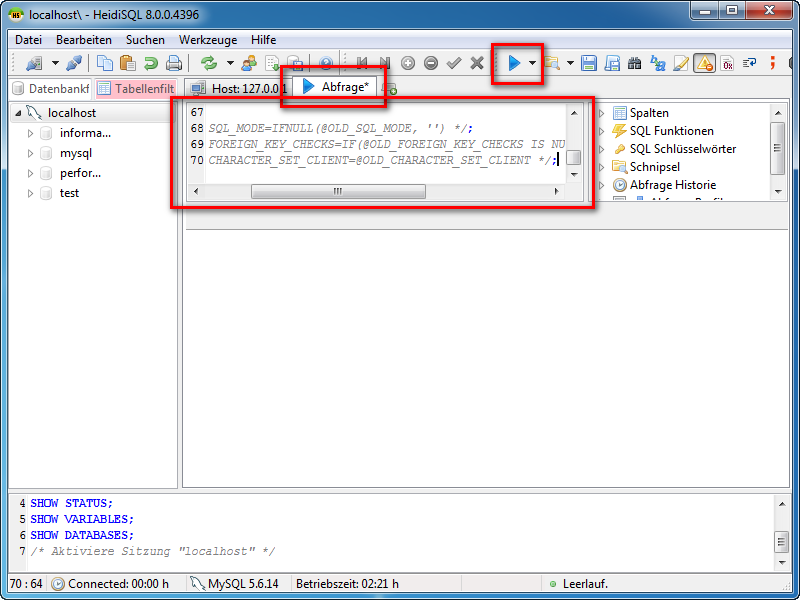 localhost\ - HeidiSQL 8.0.0.4396
Datei Bearbeiten Suchen Werkzeuge Hilfe
Datenbankf Tabellenfilt Host: 127.0.0.1 Abfrage*
localhost
informa...
mysql
perfor...
test
67
68 SQL_MODE=IFNULL(@OLD_SQL_MODE, '') */;
69 FOREIGN_KEY_CHECKS=IF(@OLD_FOREIGN_KEY_CHECKS IS NU
70 CHARACTER_SET_CLIENT=@OLD_CHARACTER_SET_CLIENT */;
Spalten
SQL Funktionen
SQL Schlüsselwörter
Schnipsel
Abfrage Historie
4 SHOW STATUS;
5 SHOW VARIABLES;
6 SHOW DATABASES;
7 /* Aktiviere Sitzung "localhost" */
70 : 64 Connected: 00:00 h MySQL 5.6.14 Betriebszeit: 02:21 h Leerlauf.